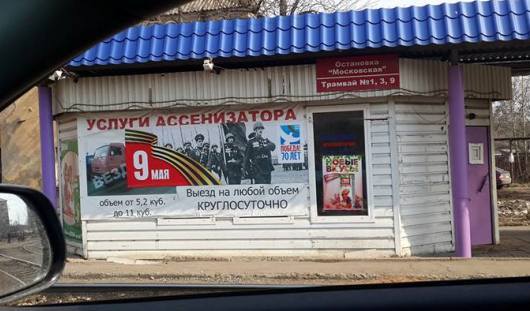 Остановка
"Московская"
Трамвай №1, 3, 9
УСЛУГИ АССЕНИЗАТОРА
ПОБЕДА!
70 ЛЕТ
9
МАЯ
Выезд на любой объем
КРУГЛОСУТОЧНО
объем от 5,2 куб.
до 11 куб.
НОВЫЕ
ВКУСЫ